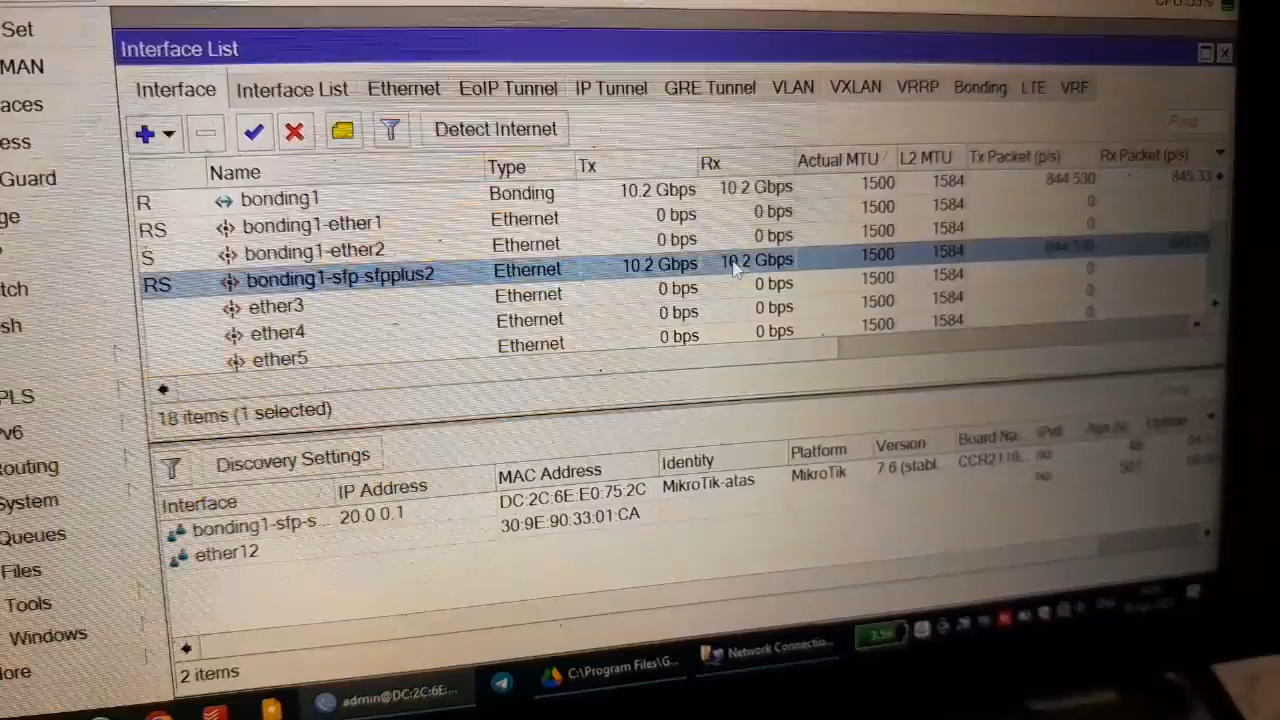 Set
Interface List
MAN
Interface Interface List Ethernet EoIP Tunnel IP Tunnel GRE Tunnel VLAN VXLAN VRRP Bonding LTE VRF
aces
Detect Internet Find
ess
Name Type Tx Rx Actual MTU L2 MTU Tx Packet (p/s) Rx Packet (p/s)
Guard
R bonding1 Bonding 10.2 Gbps 10.2 Gbps 1500 1584 844 530 845 33
ge
RS bonding1-ether1 Ethernet 0 bps 0 bps 1500 1584 0
S bonding1-ether2 Ethernet 0 bps 0 bps 1500 1584 0
RS bonding1-sfp-sfpplus2 Ethernet 10.2 Gbps 10.2 Gbps 1500 1584
tch
ether3 Ethernet 0 bps 0 bps 1500 1584 0
sh
ether4 Ethernet 0 bps 0 bps 1500 1584 0
ether5 Ethernet 0 bps 0 bps 1500 1584 0
PLS
18 items (1 selected)
v6
Discovery Settings
outing
Interface IP Address MAC Address Identity Platform Version Board Na...
ystem
bonding1-sfp-s... 20.0.0.1 DC:2C:6E:E0:75:2C MikroTik-atas MikroTik 7.6 (stabl...
Queues
ether12 30:9E:90:33:01:CA
Files
Tools
Windows
ore
2 items
admin@DC:2C:6E:... C:\Program Files\G... Network Connectio... 3:59